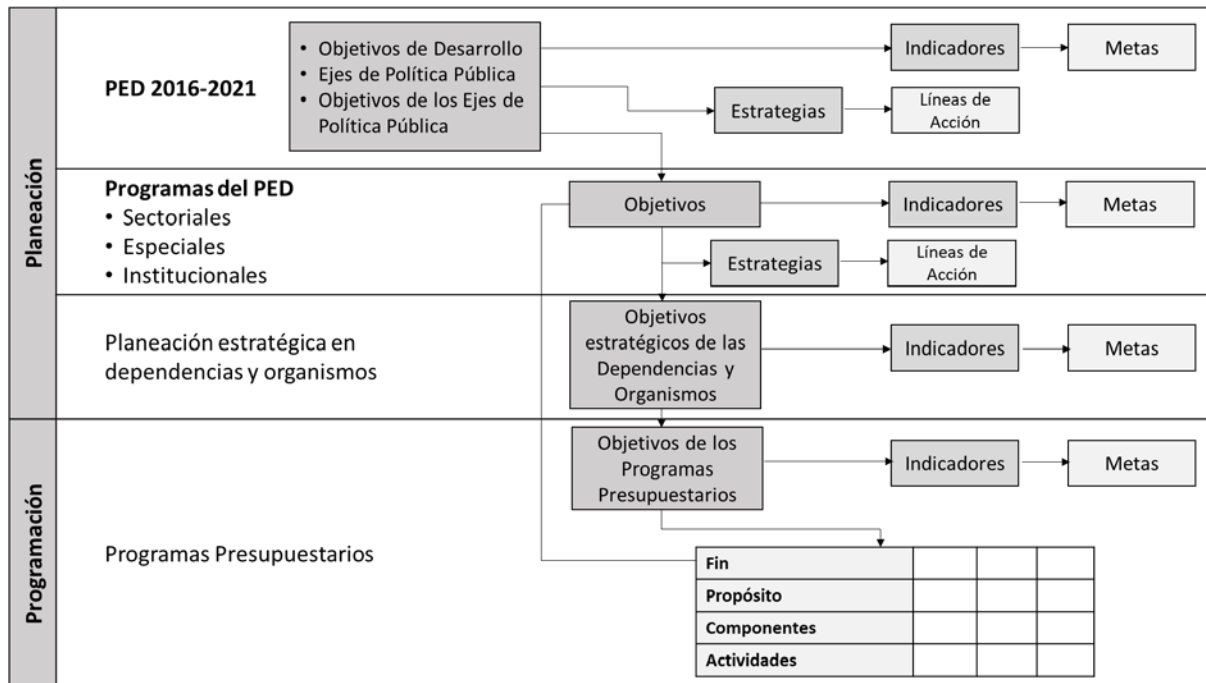 Planeación
PED 2016-2021
• Objetivos de Desarrollo
• Ejes de Política Pública
• Objetivos de los Ejes de
Política Pública
Indicadores
Metas
Estrategias
Líneas de
Acción
Programas del PED
• Sectoriales
• Especiales
• Institucionales
Objetivos
Indicadores
Metas
Estrategias
Líneas de
Acción
Planeación estratégica en
dependencias y organismos
Objetivos
estratégicos de las
Dependencias y
Organismos
Indicadores
Metas
Programación
Programas Presupuestarios
Objetivos de los
Programas
Presupuestarios
Indicadores
Metas
Fin
Propósito
Componentes
Actividades